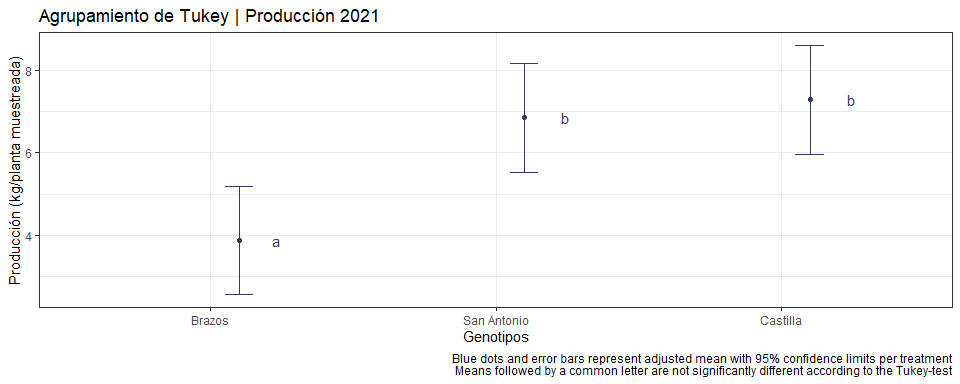 Agrupamiento de Tukey | Producción 2021
Producción (kg/planta muestreada)
8
6
4
a
b
b
Brazos San Antonio Castilla
Genotipos
Blue dots and error bars represent adjusted mean with 95% confidence limits per treatment
Means followed by a common letter are not significantly different according to the Tukey-test